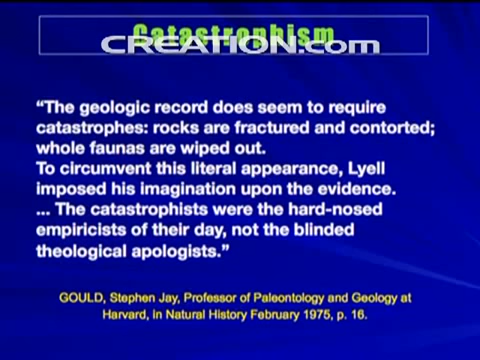 Catastrophism
CREATION.com
“The geologic record does seem to require
catastrophes: rocks are fractured and contorted;
whole faunas are wiped out.
To circumvent this literal appearance, Lyell
imposed his imagination upon the evidence.
... The catastrophists were the hard-nosed
empiricists of their day, not the blinded
theological apologists.”
GOULD, Stephen Jay, Professor of Paleontology and Geology at
Harvard, in Natural History February 1975, p. 16.